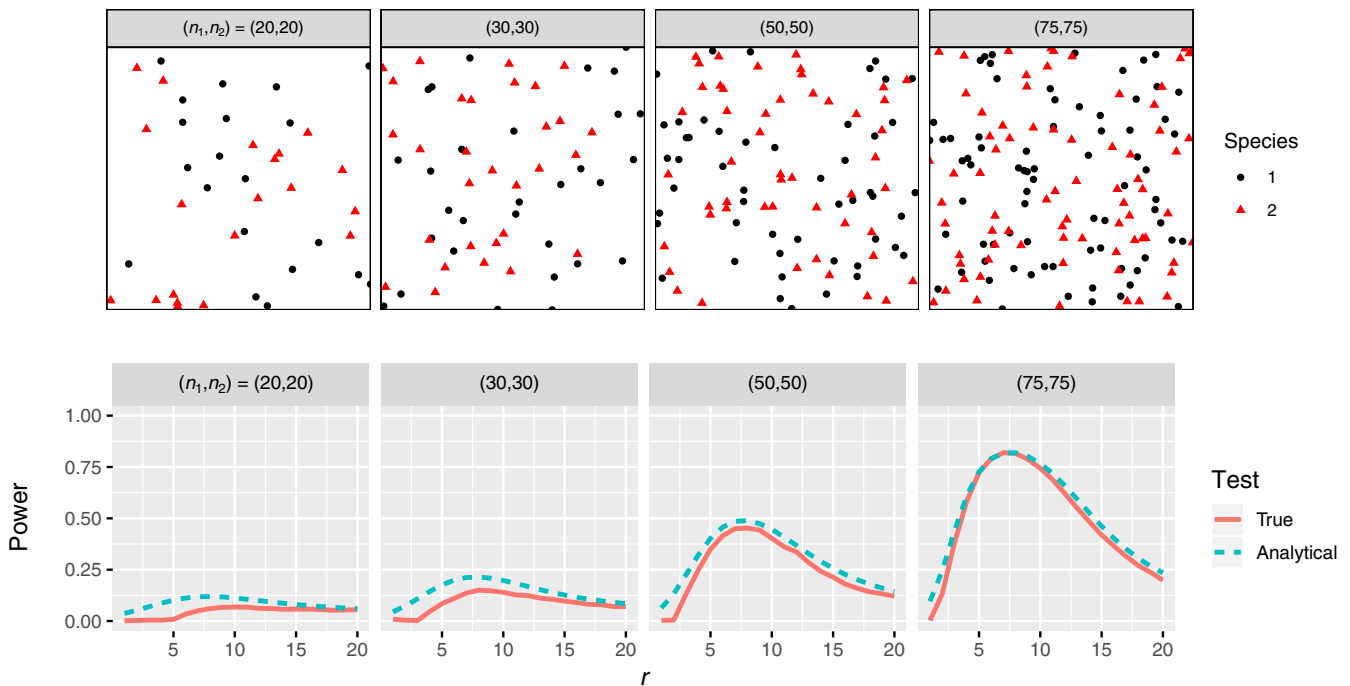 (n₁,n₂) = (20,20)
(30,30)
(50,50)
(75,75)
Species
1
2
(n₁,n₂) = (20,20)
(30,30)
(50,50)
(75,75)
Power
1.00
0.75
0.50
0.25
0.00
5 10 15 20
5 10 15 20
5 10 15 20
5 10 15 20
r
Test
True
Analytical